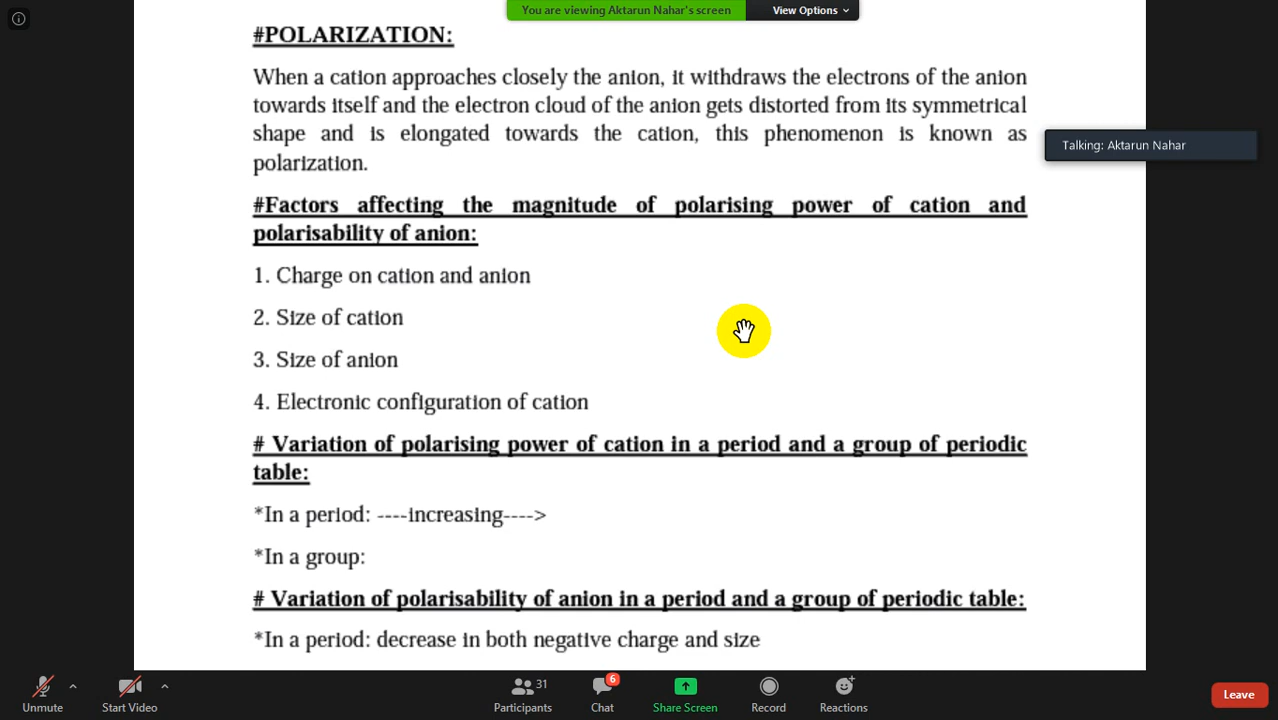 You are viewing Aktarun Nahar's screen
View Options
#POLARIZATION:
When a cation approaches closely the anion, it withdraws the electrons of the anion
towards itself and the electron cloud of the anion gets distorted from its symmetrical
shape and is elongated towards the cation, this phenomenon is known as
polarization.
Talking: Aktarun Nahar
#Factors affecting the magnitude of polarising power of cation and
polarisability of anion:
1. Charge on cation and anion
2. Size of cation
3. Size of anion
4. Electronic configuration of cation
# Variation of polarising power of cation in a period and a group of periodic
table:
*In a period: ----increasing---->
*In a group:
# Variation of polarisability of anion in a period and a group of periodic table:
*In a period: decrease in both negative charge and size
Unmute
Start Video
31
Participants
6
Chat
Share Screen
Record
Reactions
Leave